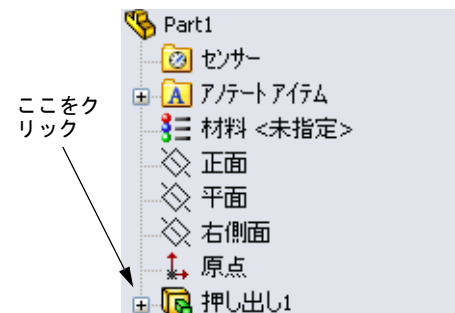 Part1
センサー
アノテート アイテム
ここをク
リック
材料 <未指定>
正面
平面
右側面
原点
押し出し1